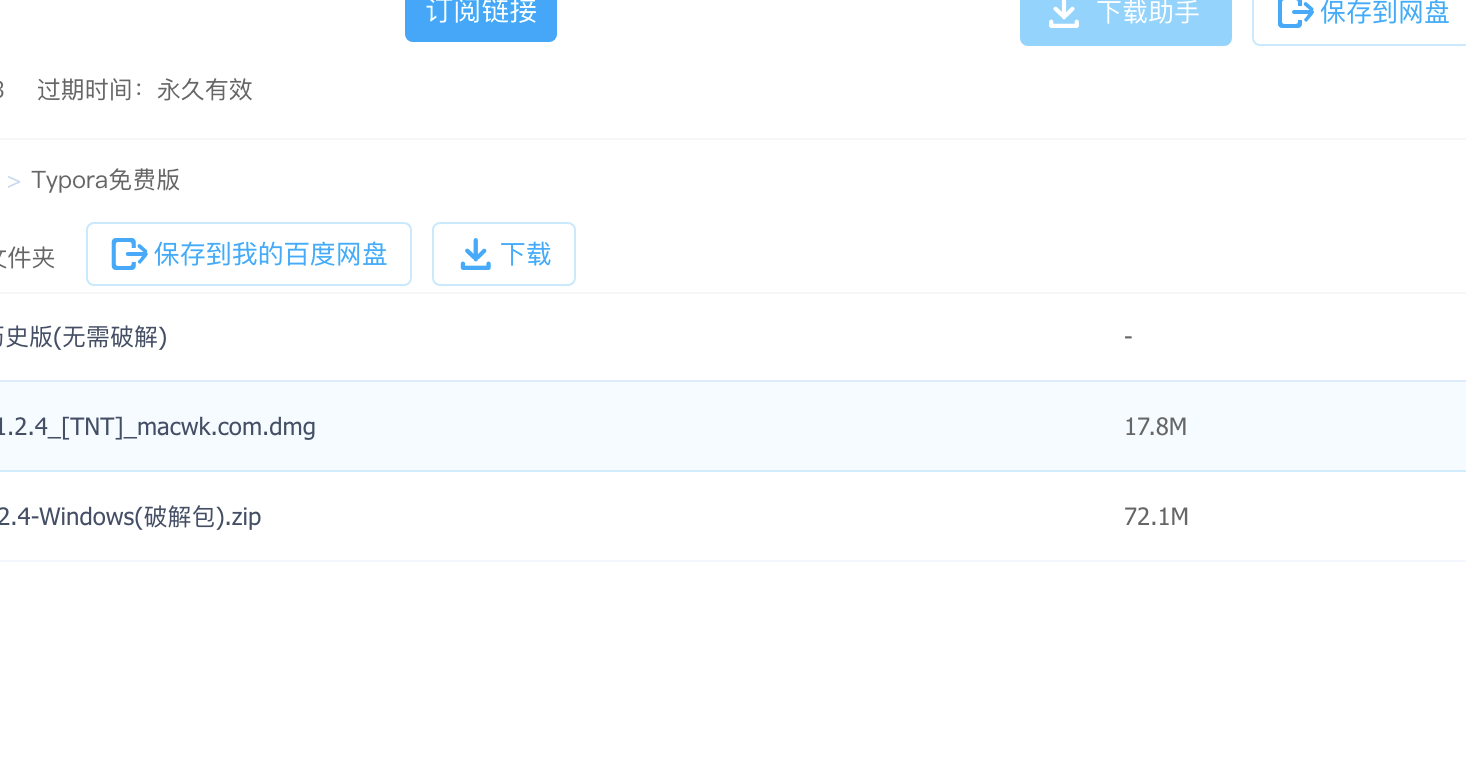 订阅链接
下载助手
保存到网盘
过期时间：永久有效
> Typora免费版
文件夹
保存到我的百度网盘
下载
历史版(无需破解)
-
1.2.4_[TNT]_macwk.com.dmg
17.8M
2.4-Windows(破解包).zip
72.1M